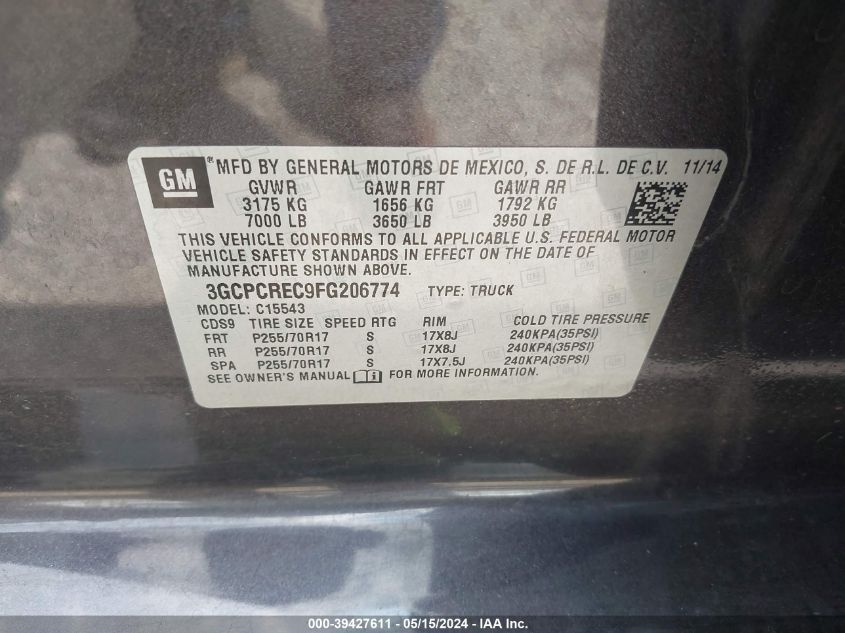 GM ® MFD BY GENERAL MOTORS DE MEXICO, S. DE R.L. DE C.V. 11/14
GVWR GAWR FRT GAWR RR
3175 KG 1656 KG 1792 KG
7000 LB 3650 LB 3950 LB
THIS VEHICLE CONFORMS TO ALL APPLICABLE U.S. FEDERAL MOTOR
VEHICLE SAFETY STANDARDS IN EFFECT ON THE DATE OF
MANUFACTURE SHOWN ABOVE.
3GCPCREC9FG206774 TYPE: TRUCK
MODEL: C15543
CDS9 TIRE SIZE SPEED RTG RIM COLD TIRE PRESSURE
FRT P255/70R17 S 17X8J 240KPA(35PSI)
RR P255/70R17 S 17X8J 240KPA(35PSI)
SPA P255/70R17 S 17X7.5J 240KPA(35PSI)
SEE OWNER'S MANUAL FOR MORE INFORMATION.
000-39427611 - 05/15/2024 - IAA Inc.